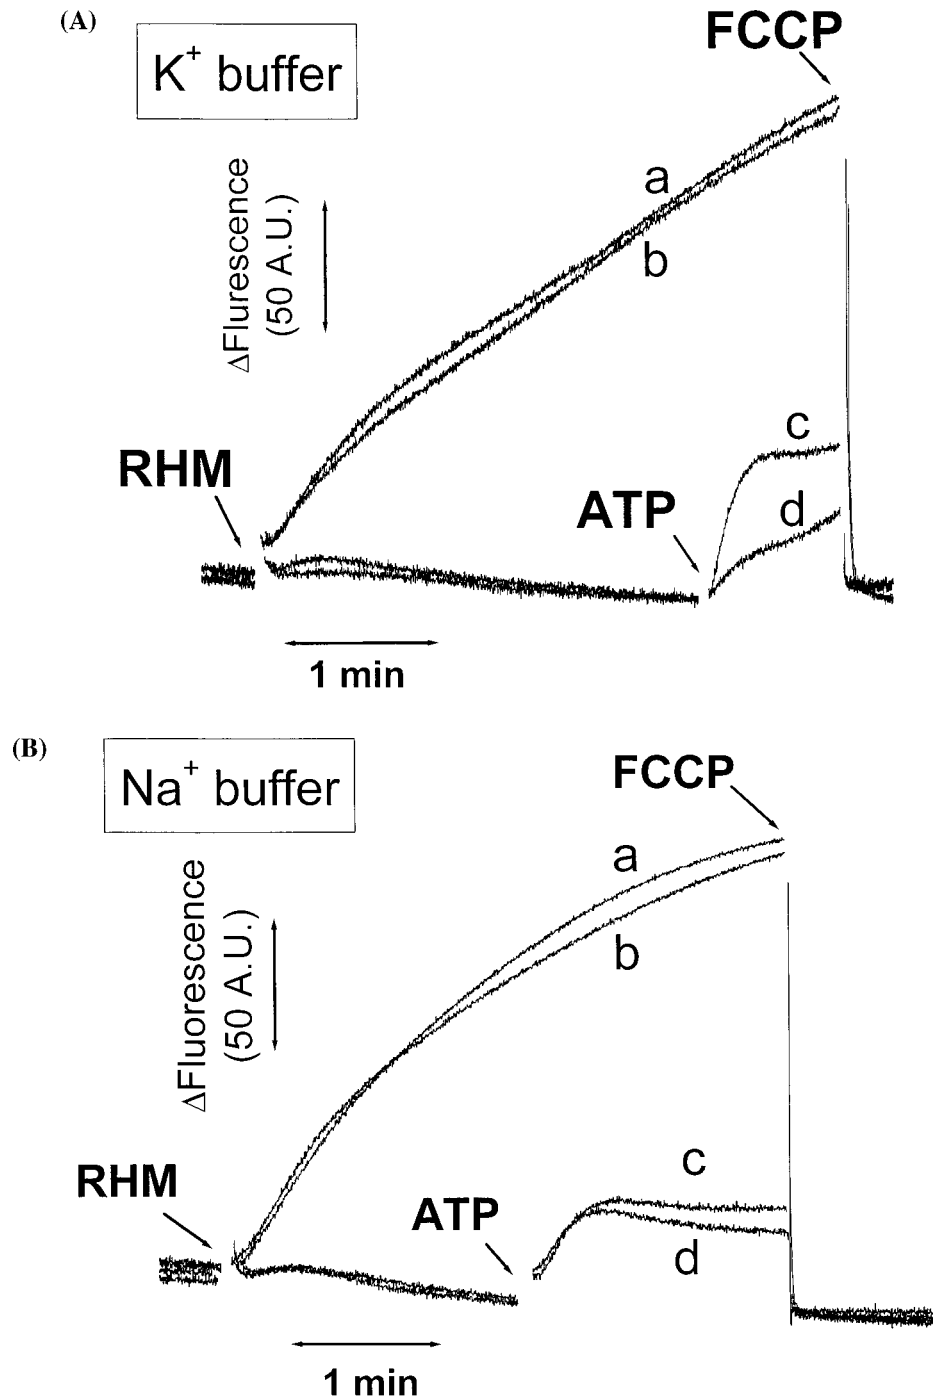 (A)
K+ buffer
FCCP
ΔFlurescence
(50 A.U.)
a
b
RHM
ATP
c
d
1 min
(B)
Na+ buffer
FCCP
ΔFluorescence
(50 A.U.)
a
b
RHM
ATP
c
d
1 min